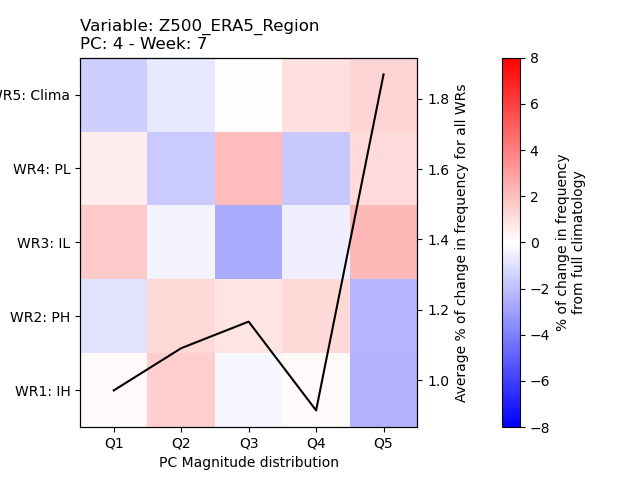 Variable: Z500_ERA5_Region
PC: 4 - Week: 7
WR5: Clima
WR4: PL
WR3: IL
WR2: PH
WR1: IH
Q1 Q2 Q3 Q4 Q5
PC Magnitude distribution
1.8
1.6
1.4
1.2
1.0
Average % of change in frequency for all WRs
8
6
4
2
0
−2
−4
−6
−8
% of change in frequency
from full climatology